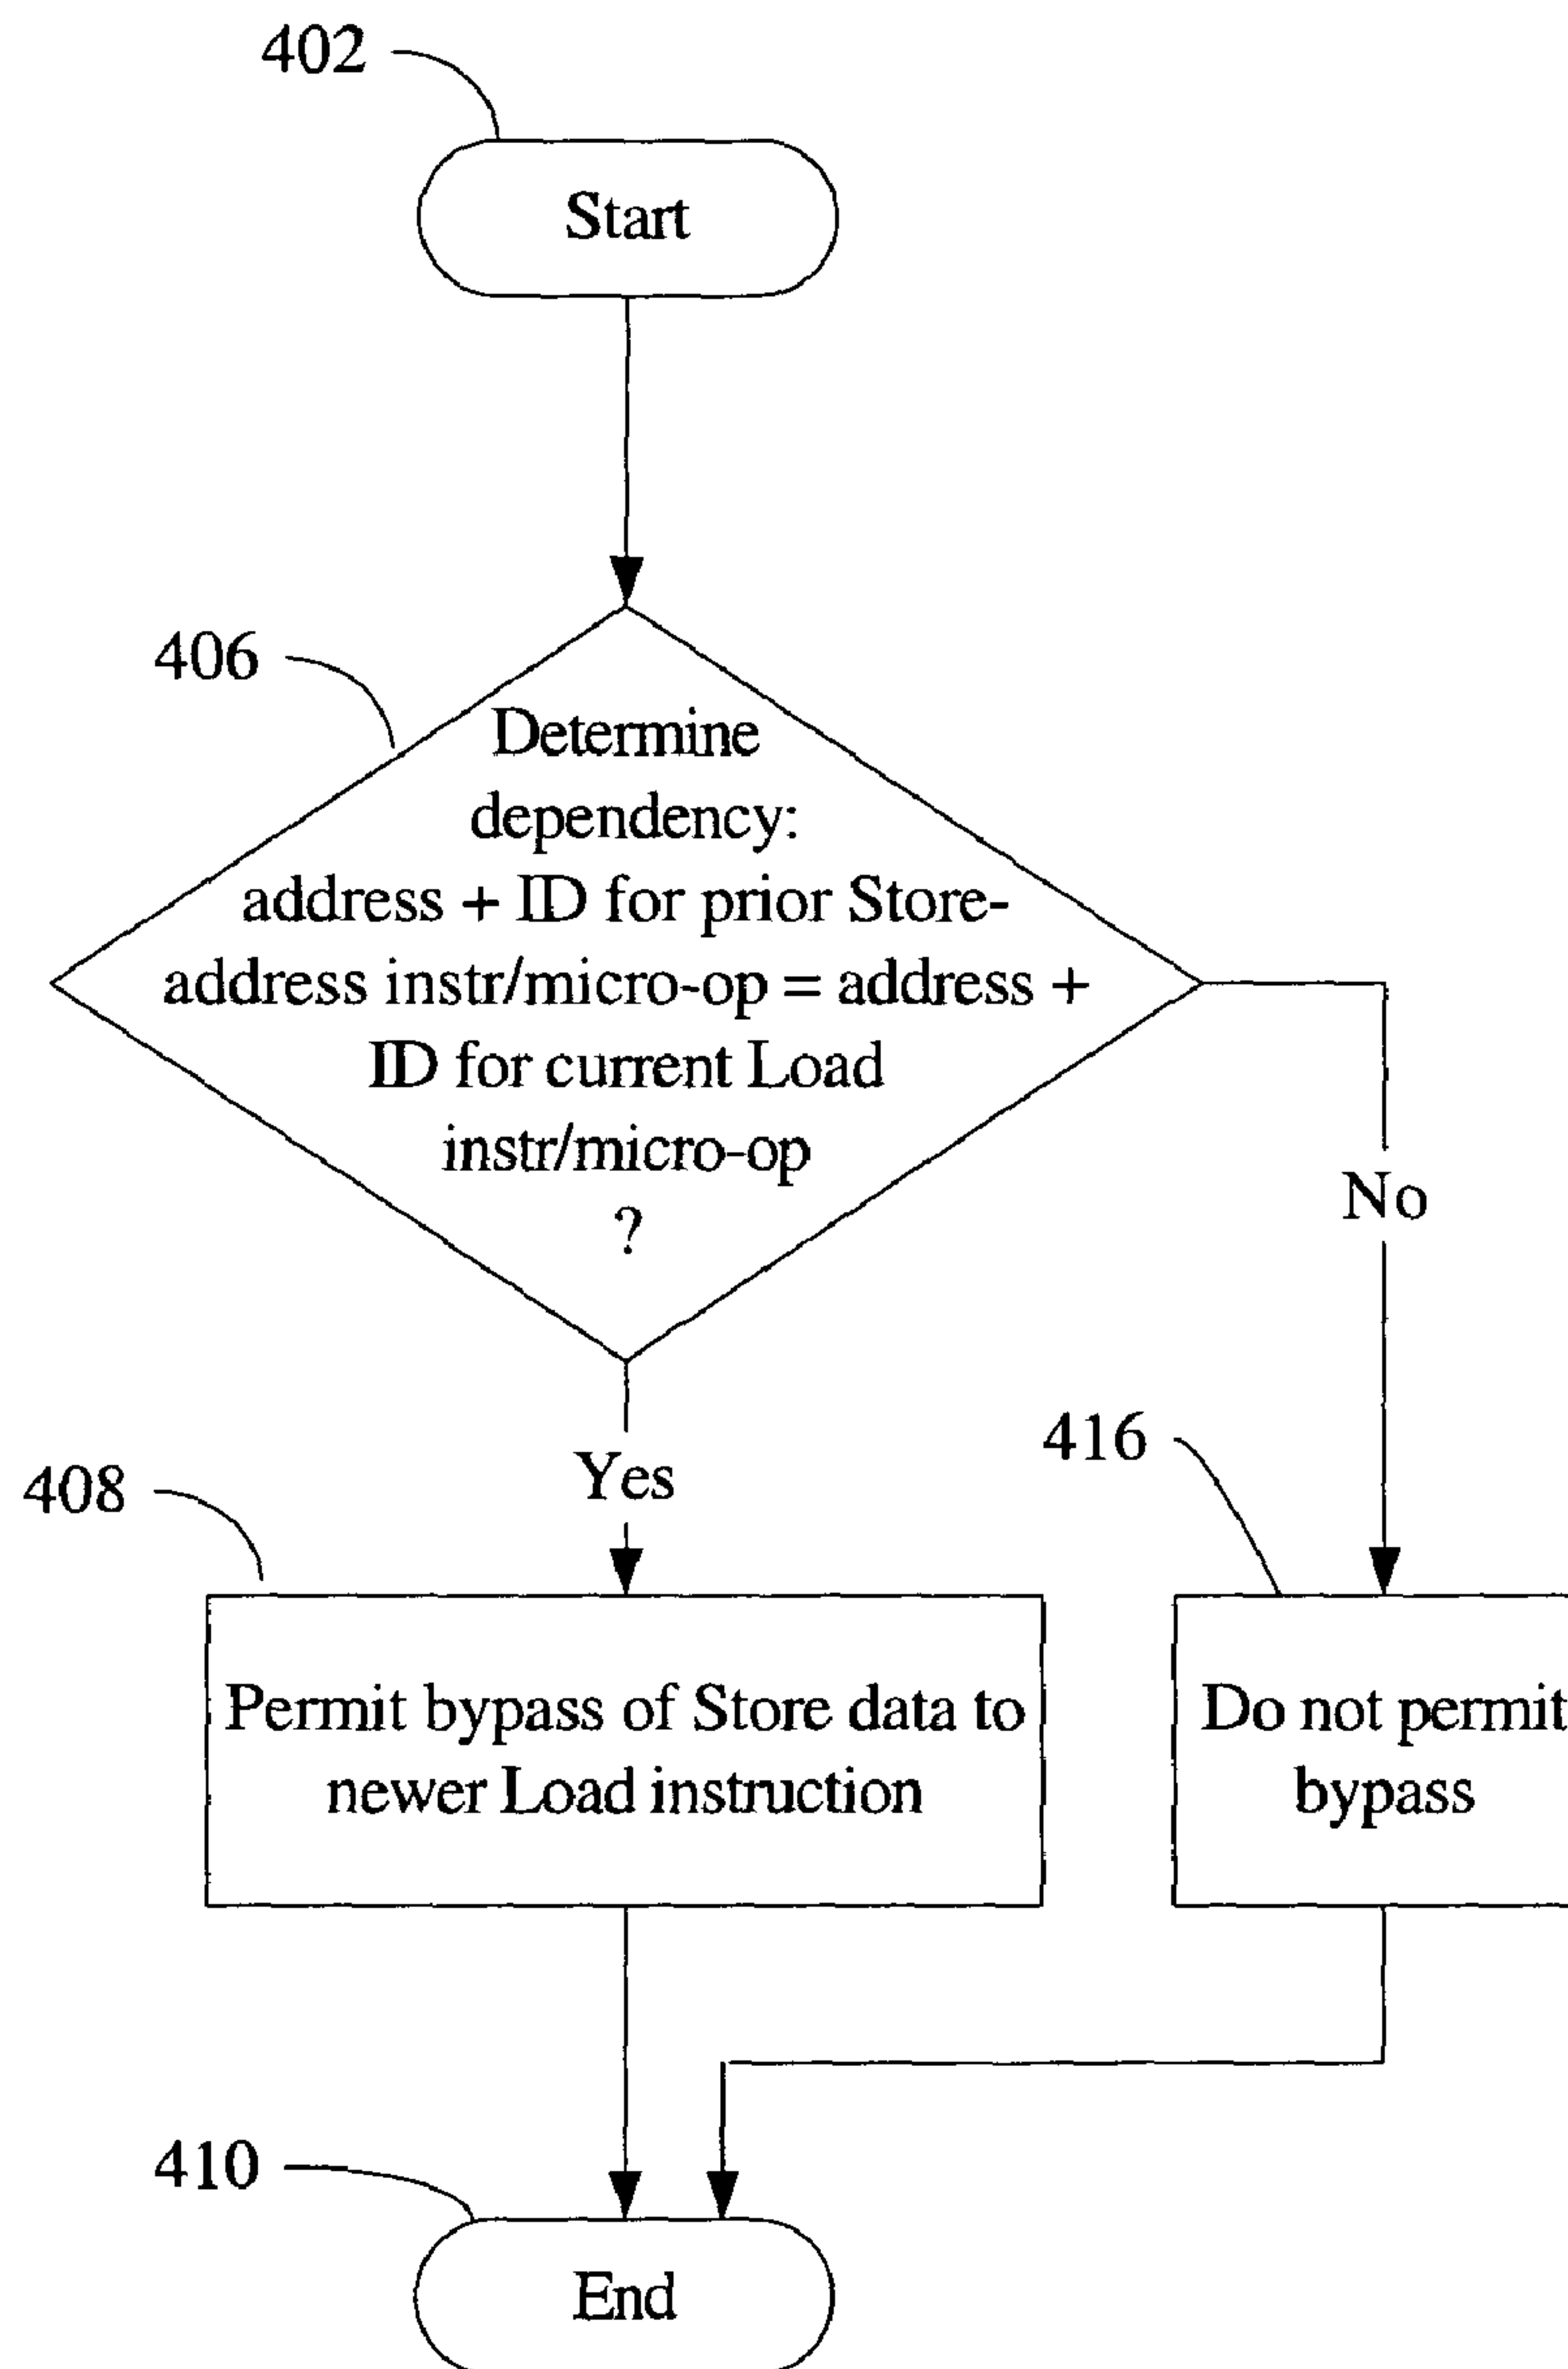 402
Start
406
Determine
dependency:
address + ID for prior Store-
address instr/micro-op = address +
ID for current Load
instr/micro-op
?
No
Yes
408
416
Permit bypass of Store data to
newer Load instruction
Do not permit
bypass
410
End